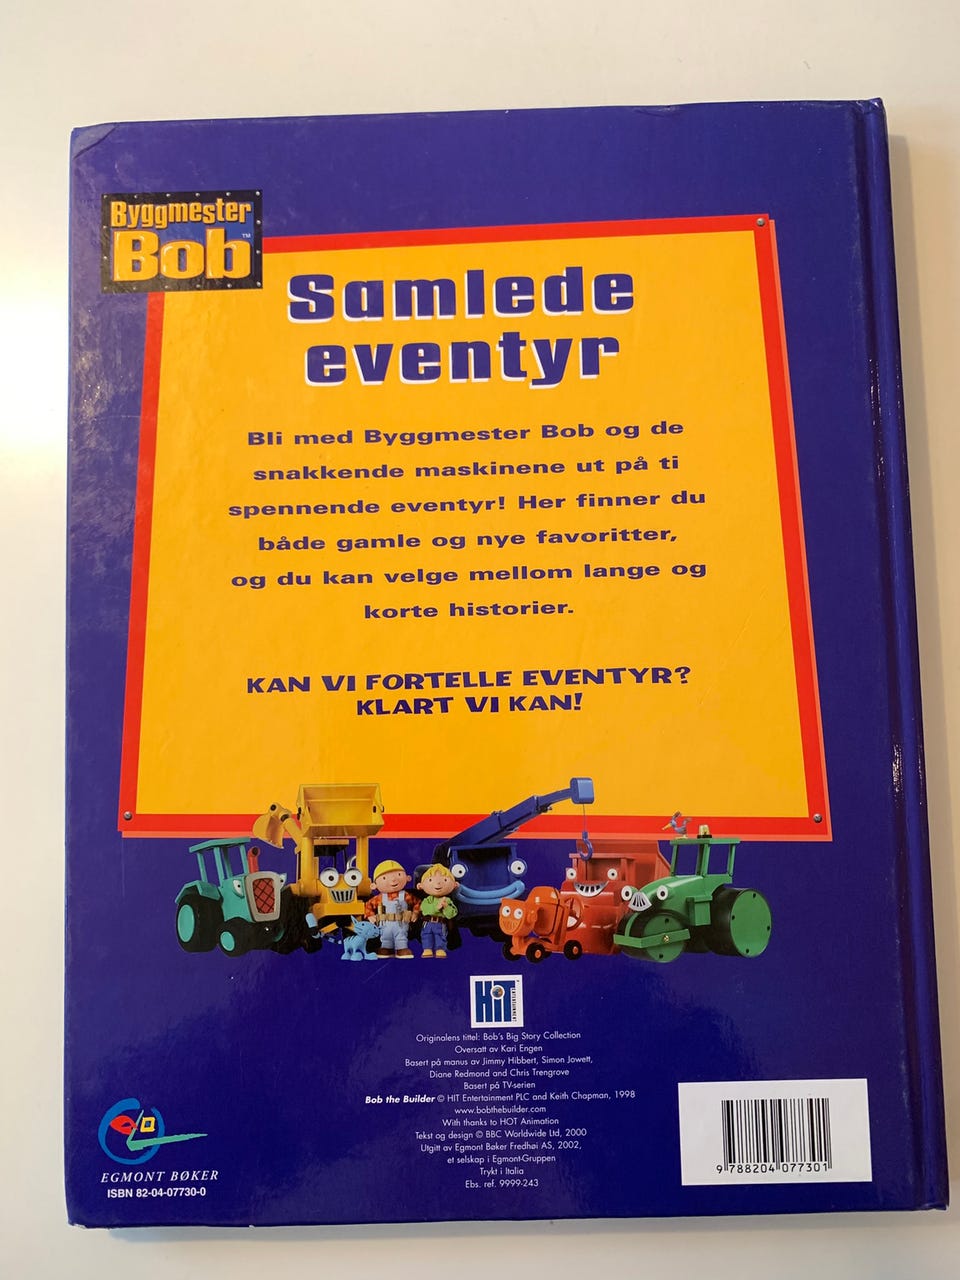 Byggmester
Bob™
Samlede
eventyr
Bli med Byggmester Bob og de
snakkende maskinene ut på ti
spennende eventyr! Her finner du
både gamle og nye favoritter,
og du kan velge mellom lange og
korte historier.
KAN VI FORTELLE EVENTYR?
KLART VI KAN!
HiT
ENTERTAINMENT
Originalens tittel: Bob's Big Story Collection
Oversatt av Kari Engen
Basert på manus av Jimmy Hibbert, Simon Jowett,
Diane Redmond and Chris Trengrove
Basert på TV-serien
Bob the Builder © HIT Entertainment PLC and Keith Chapman, 1998
www.bobthebuilder.com
With thanks to HOT Animation
Tekst og design © BBC Worldwide Ltd, 2000
Utgitt av Egmont Bøker Fredhøi AS, 2002,
et selskap i Egmont-Gruppen
Trykt i Italia
Ebs. ref. 9999-243
EGMONT BØKER
ISBN 82-04-07730-0
9 788204 077301